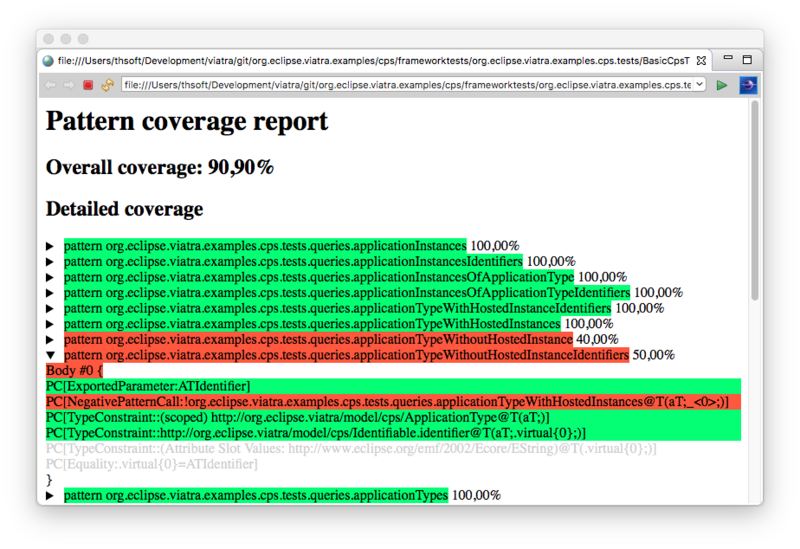 file:///Users/thsoft/Development/viatra/git/org.eclipse.viatra.examples/cps/frameworktests/org.eclipse.viatra.examples.cps.tests/BasicCpsT
file:///Users/thsoft/Development/viatra/git/org.eclipse.viatra.examples/cps/frameworktests/org.eclipse.viatra.examples.cps.te
Pattern coverage report
Overall coverage: 90,90%
Detailed coverage
pattern org.eclipse.viatra.examples.cps.tests.queries.applicationInstances 100,00%
pattern org.eclipse.viatra.examples.cps.tests.queries.applicationInstancesIdentifiers 100,00%
pattern org.eclipse.viatra.examples.cps.tests.queries.applicationInstancesOfApplicationType 100,00%
pattern org.eclipse.viatra.examples.cps.tests.queries.applicationInstancesOfApplicationTypeIdentifiers 100,00%
pattern org.eclipse.viatra.examples.cps.tests.queries.applicationTypeWithHostedInstanceIdentifiers 100,00%
pattern org.eclipse.viatra.examples.cps.tests.queries.applicationTypeWithHostedInstances 100,00%
pattern org.eclipse.viatra.examples.cps.tests.queries.applicationTypeWithoutHostedInstance 40,00%
pattern org.eclipse.viatra.examples.cps.tests.queries.applicationTypeWithoutHostedInstanceIdentifiers 50,00%
Body #0 {
PC[ExportedParameter:ATIdentifier]
PC[NegativePatternCall:!org.eclipse.viatra.examples.cps.tests.queries.applicationTypeWithHostedInstances@T(aT;_<0>;)]
PC[TypeConstraint::(scoped) http://org.eclipse.viatra/model/cps/ApplicationType@T(aT;)]
PC[TypeConstraint::http://org.eclipse.viatra/model/cps/Identifiable.identifier@T(aT;.virtual{0};)]
PC[TypeConstraint::(Attribute Slot Values: http://www.eclipse.org/emf/2002/Ecore/EString)@T(.virtual{0};)]
PC[Equality:.virtual{0}=ATIdentifier]
}
pattern org.eclipse.viatra.examples.cps.tests.queries.applicationTypes 100,00%